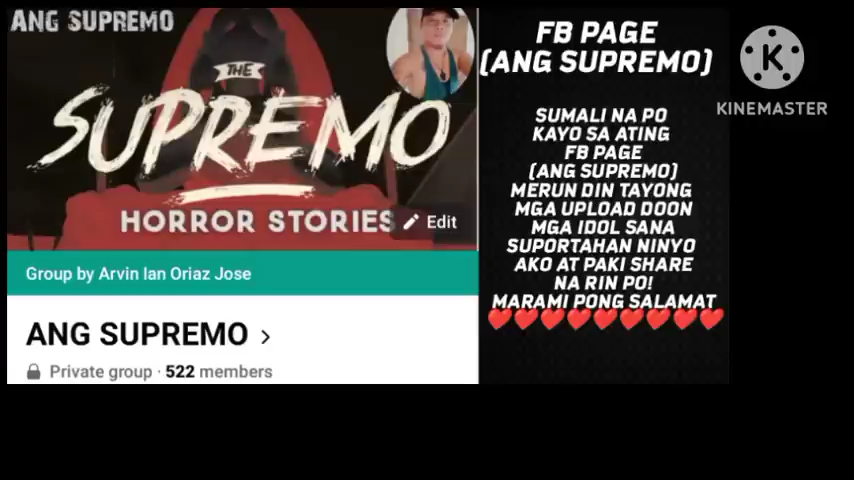 ANG SUPREMO
THE
SUPREMO
HORROR STORIES
Edit
Group by Arvin Ian Oriaz Jose
ANG SUPREMO
Private group · 522 members
FB PAGE
(ANG SUPREMO)
SUMALI NA PO
KAYO SA ATING
FB PAGE
(ANG SUPREMO)
MERUN DIN TAYONG
MGA UPLOAD DOON
MGA IDOL SANA
SUPORTAHAN NINYO
AKO AT PAKI SHARE
NA RIN PO!
MARAMI PONG SALAMAT
❤️❤️❤️❤️❤️❤️❤️❤️❤️
K
KINEMASTER